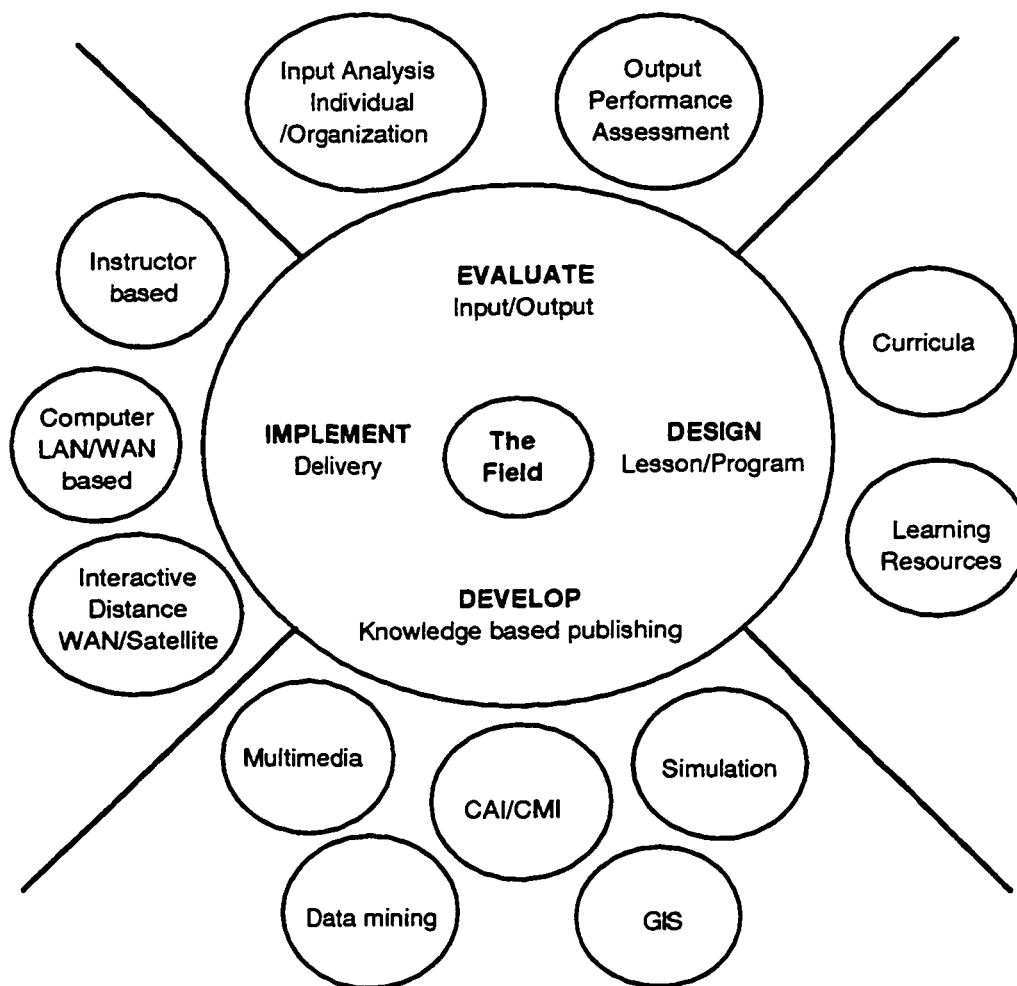 Input Analysis
Individual
/Organization
Output
Performance
Assessment
Instructor
based
EVALUATE
Input/Output
Curricula
Computer
LAN/WAN
based
IMPLEMENT
Delivery
The
Field
DESIGN
Lesson/Program
Learning
Resources
Interactive
Distance
WAN/Satellite
DEVELOP
Knowledge based publishing
Multimedia
CAI/CMI
Simulation
Data mining
GIS